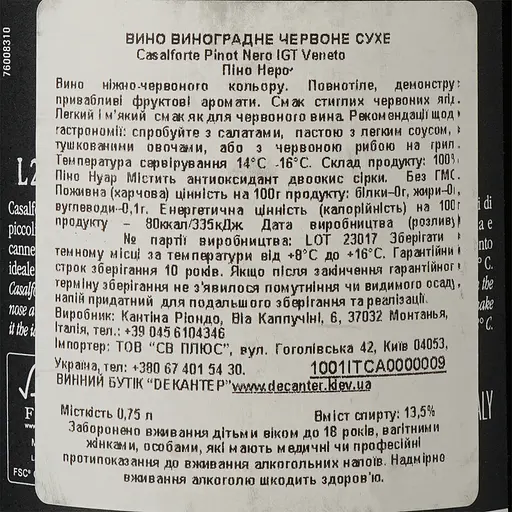 76008310
ВИНО ВИНОГРАДНЕ ЧЕРВОНЕ СУХЕ
Casalforte Pinot Nero IGT Veneto
Піно Неро
Вино ніжно-червоного кольору. Повнотіле, демонстру
привабливі фруктові аромати. Смак стиглих червоних ягід.
Легкий і м'який смак як для червоного вина. Рекомендації щодо
гастрономії: спробуйте з салатами, пастою з легким соусом,
тушкованими овочами, або з червоною рибою на грилі.
Температура сервірування 14°C -16°C. Склад продукту: 100%
Піно Нуар Містить антиоксидант двоокис сірки. Без ГМО.
Поживна (харчова) цінність на 100г продукту: білки-0г, жири-0г,
вуглеводи-0,1г. Енергетична цінність (калорійність) на 100г
продукту – 80ккал/335кДж Дата виробництва (розливу)
№ партії виробництва: LOT 23017 Зберігати в
темному місці за температури від +8°C до +16°C. Гарантійний
строк зберігання 10 років. Якщо після закінчення гарантійного
терміну зберігання не з'явилося помутніння чи видимого осаду,
напій придатний для подальшого зберігання та реалізації.
Виробник: Кантіна Ріондо, Віа Каппучіні, 6, 37032 Монтанья,
Італія, тел.: +39 045 6104346
Імпортер: ТОВ "СВ ПЛЮС", вул. Гоголівська 42, Київ 04053,
Україна, тел.: +380 67 401 54 30. 1001ITCA0000009
ВИННИЙ БУТІК "DEКАНТЕР" www.decanter.kiev.ua
Місткість 0,75 л Вміст спирту: 13,5%
Заборонено вживання дітьми віком до 18 років, вагітними
жінками, особами, які мають медичні чи професійні
протипоказання до вживання алкогольних напоїв. Надмірно
вживання алкоголю шкодить здоров'ю.